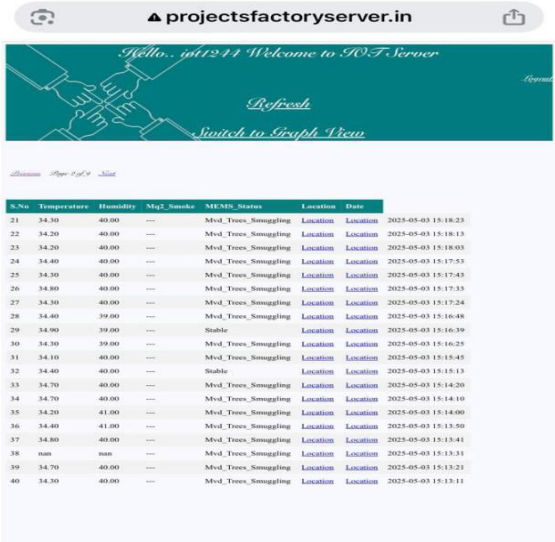 projectsfactoryserver.in
Hello.. iot1244 Welcome to IOT Server
Logout
Refresh
Switch to Graph View
Previous Page 2 of 9 Next
S.No Temperature Humidity Mq2_Smoke MEMS_Status Location Date
21 34.30 40.00 --- Mvd_Trees_Smuggling Location Location 2025-05-03 15:18:23
22 34.20 40.00 --- Mvd_Trees_Smuggling Location Location 2025-05-03 15:18:13
23 34.20 40.00 --- Mvd_Trees_Smuggling Location Location 2025-05-03 15:18:03
24 34.40 40.00 --- Mvd_Trees_Smuggling Location Location 2025-05-03 15:17:53
25 34.30 40.00 --- Mvd_Trees_Smuggling Location Location 2025-05-03 15:17:43
26 34.80 40.00 --- Mvd_Trees_Smuggling Location Location 2025-05-03 15:17:33
27 34.30 40.00 --- Mvd_Trees_Smuggling Location Location 2025-05-03 15:17:24
28 34.40 39.00 --- Mvd_Trees_Smuggling Location Location 2025-05-03 15:16:48
29 34.90 39.00 --- Stable Location Location 2025-05-03 15:16:39
30 34.30 39.00 --- Mvd_Trees_Smuggling Location Location 2025-05-03 15:16:25
31 34.10 40.00 --- Mvd_Trees_Smuggling Location Location 2025-05-03 15:15:45
32 34.40 40.00 --- Stable Location Location 2025-05-03 15:15:13
33 34.70 40.00 --- Mvd_Trees_Smuggling Location Location 2025-05-03 15:14:20
34 34.70 40.00 --- Mvd_Trees_Smuggling Location Location 2025-05-03 15:14:10
35 34.20 41.00 --- Mvd_Trees_Smuggling Location Location 2025-05-03 15:14:00
36 34.40 41.00 --- Mvd_Trees_Smuggling Location Location 2025-05-03 15:13:50
37 34.80 40.00 --- Mvd_Trees_Smuggling Location Location 2025-05-03 15:13:41
38 nan nan --- Mvd_Trees_Smuggling Location Location 2025-05-03 15:13:31
39 34.70 40.00 --- Mvd_Trees_Smuggling Location Location 2025-05-03 15:13:21
40 34.30 40.00 --- Mvd_Trees_Smuggling Location Location 2025-05-03 15:13:11